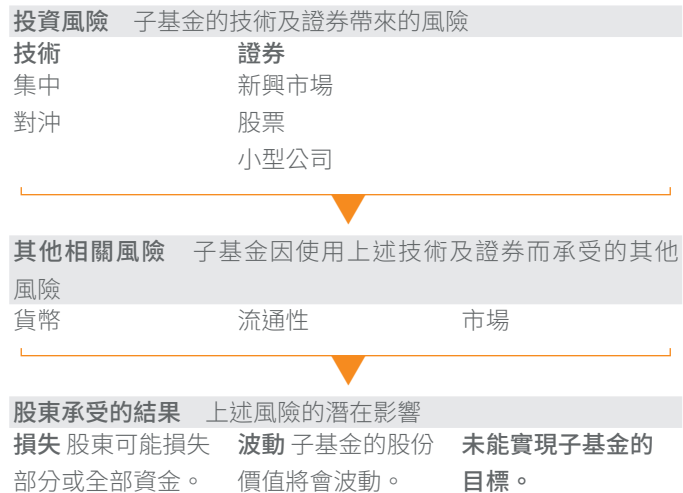 投資風險 子基金的技術及證券帶來的風險
技術 證券
集中 新興市場
對沖 股票
小型公司
其他相關風險 子基金因使用上述技術及證券而承受的其他
風險
貨幣 流通性 市場
股東承受的結果 上述風險的潛在影響
損失 股東可能損失 波動 子基金的股份 未能實現子基金的
部分或全部資金。 價值將會波動。 目標。